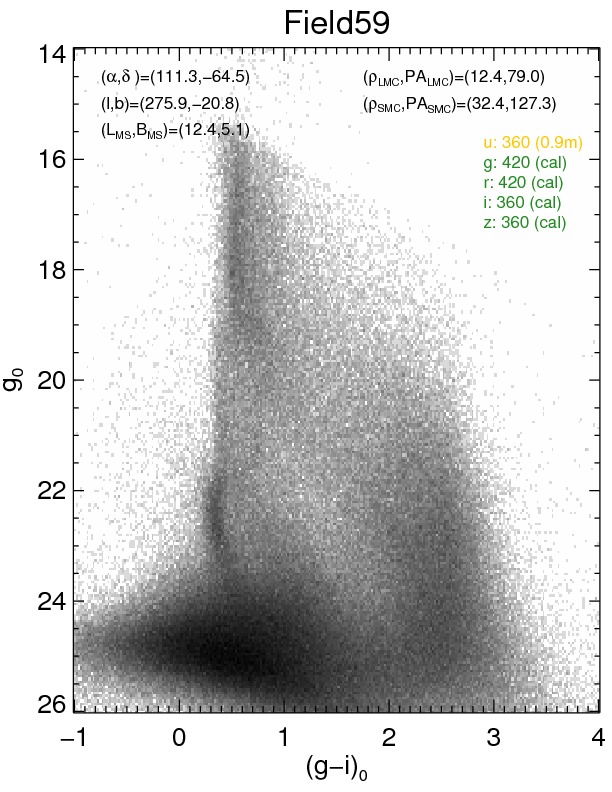 Field59
14
(α,δ )=(111.3,−64.5)
(ρLMC,PALMC)=(12.4,79.0)
(l,b)=(275.9,−20.8)
(ρSMC,PASMC)=(32.4,127.3)
(LMS,BMS)=(12.4,5.1)
u: 360 (0.9m)
16
g: 420 (cal)
r: 420 (cal)
i: 360 (cal)
z: 360 (cal)
18
20
g0
22
24
26
−1 0 1 2 3 4
(g−i)0